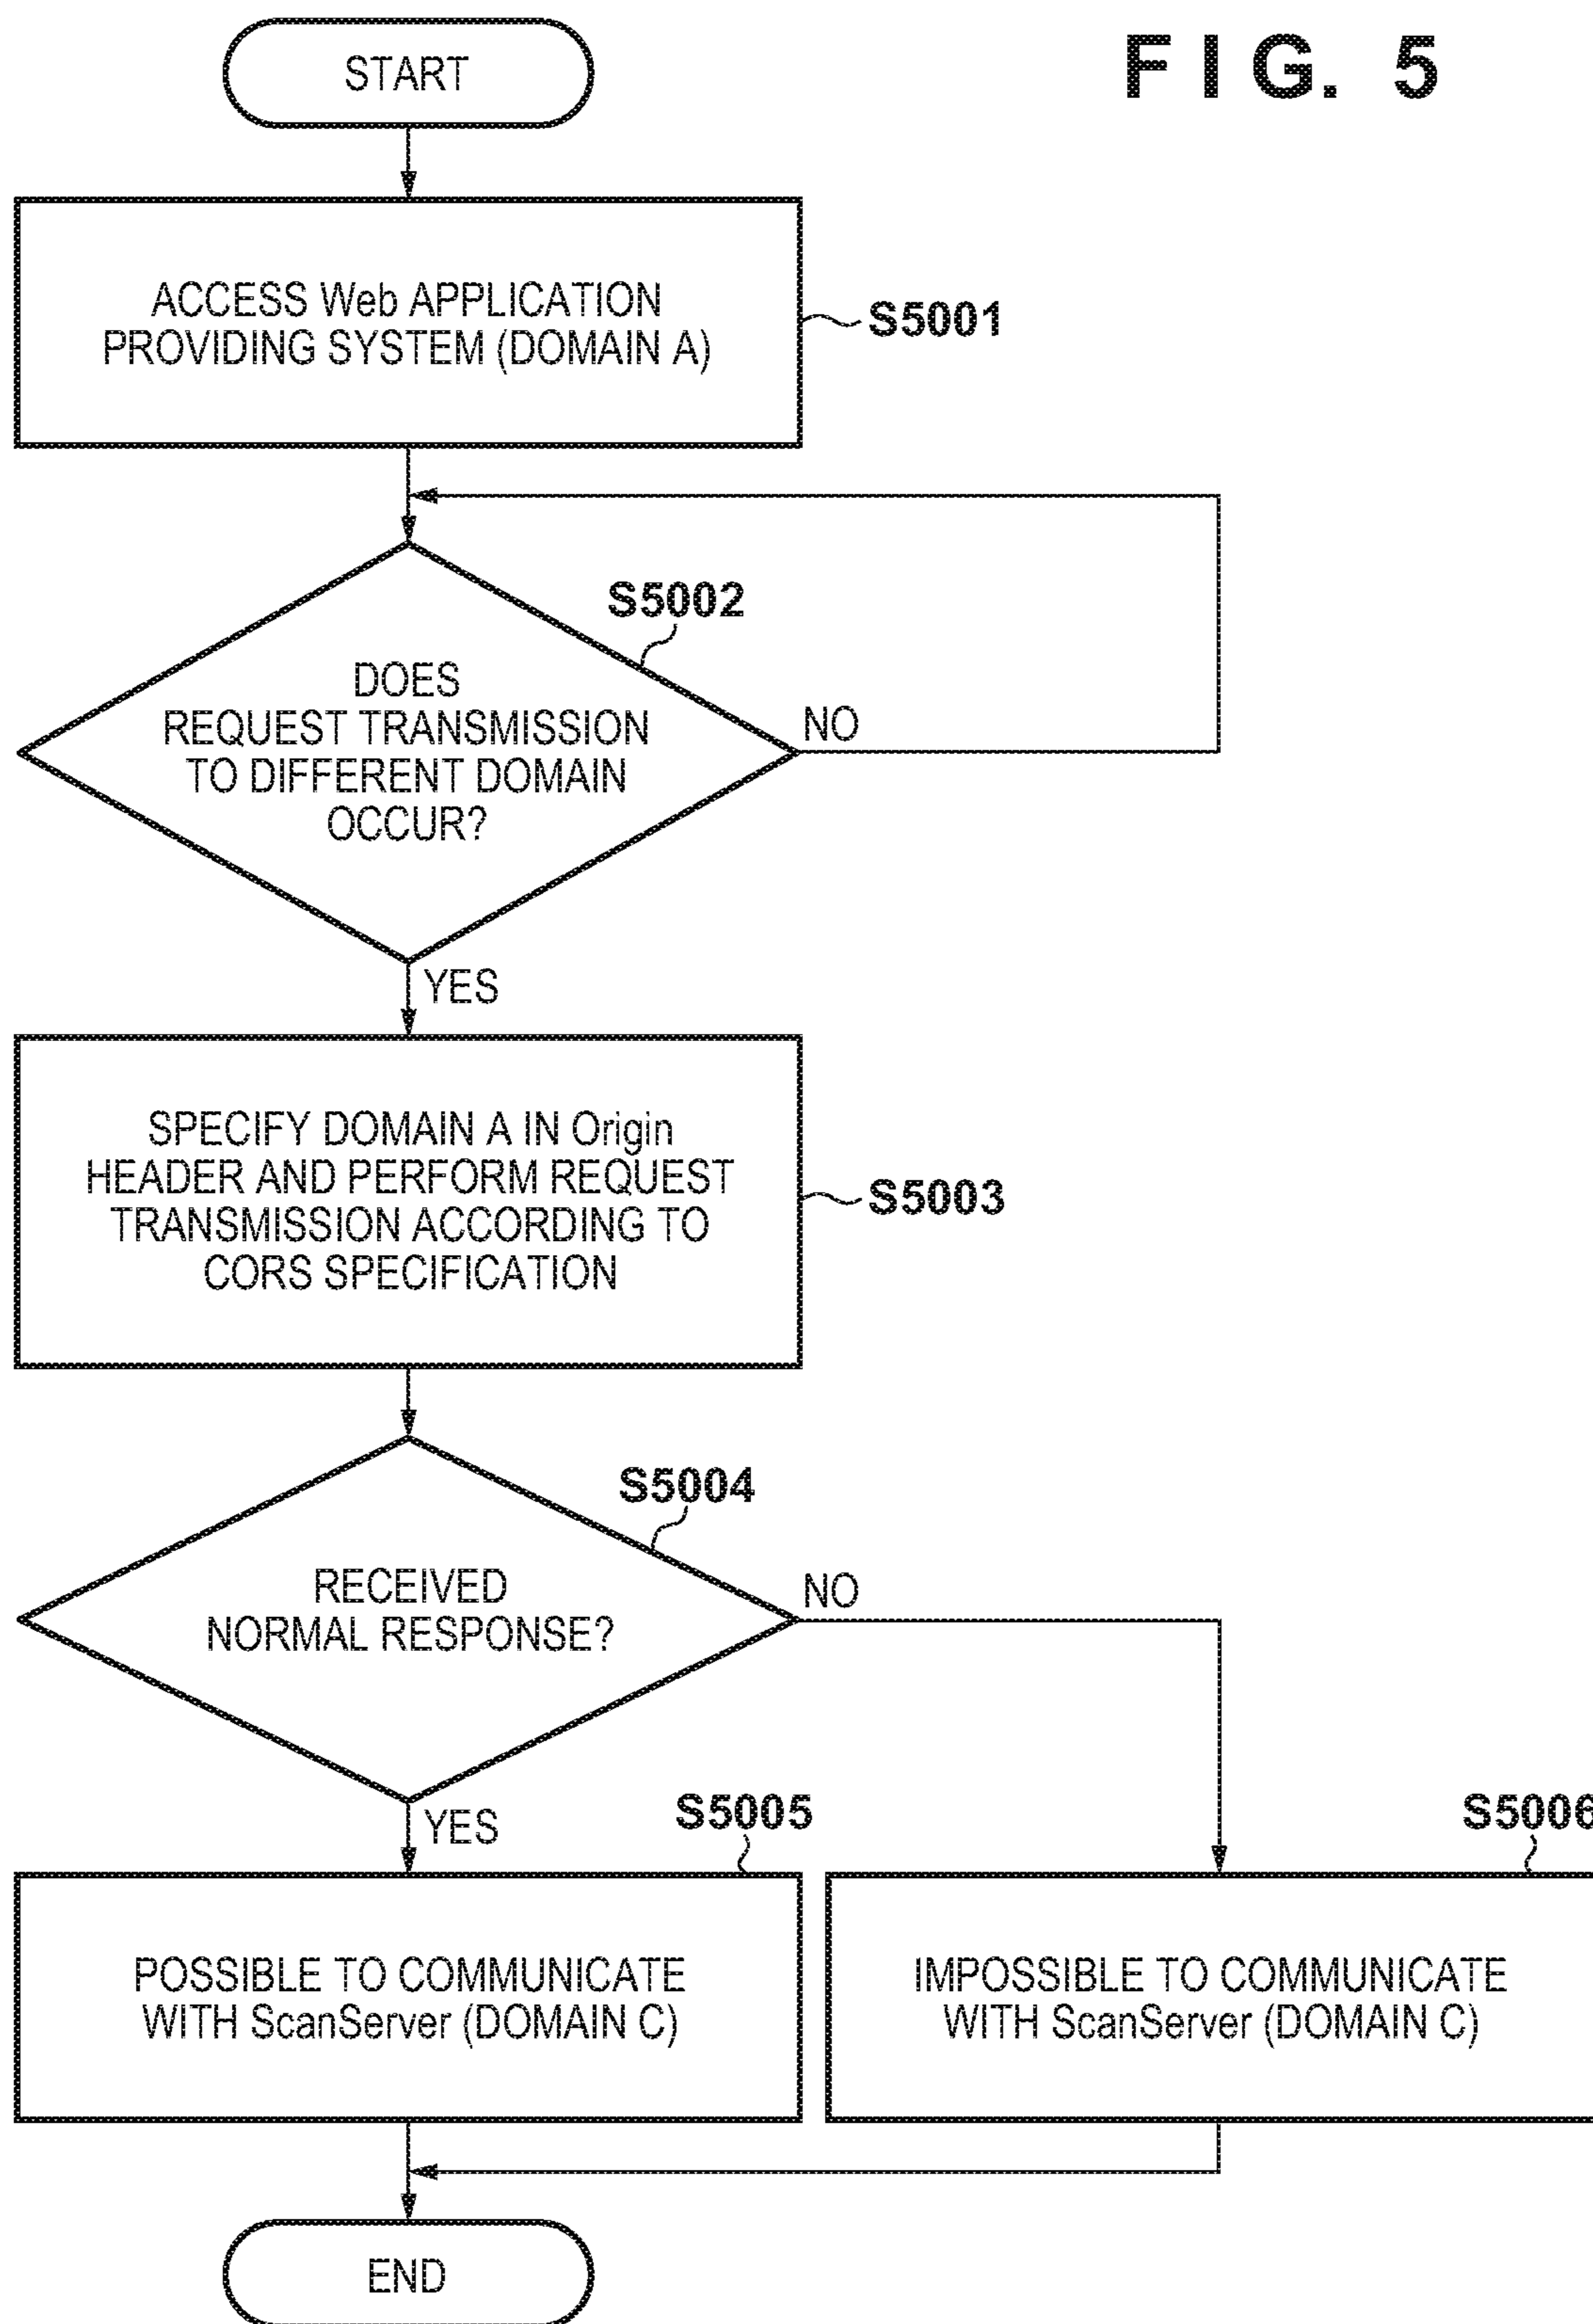 FIG. 5
START
ACCESS Web APPLICATION
PROVIDING SYSTEM (DOMAIN A)
S5001
S5002
DOES
REQUEST TRANSMISSION
TO DIFFERENT DOMAIN
OCCUR?
NO
YES
SPECIFY DOMAIN A IN Origin
HEADER AND PERFORM REQUEST
TRANSMISSION ACCORDING TO
CORS SPECIFICATION
S5003
S5004
RECEIVED
NORMAL RESPONSE?
NO
YES
S5005
POSSIBLE TO COMMUNICATE
WITH ScanServer (DOMAIN C)
S5006
IMPOSSIBLE TO COMMUNICATE
WITH ScanServer (DOMAIN C)
END